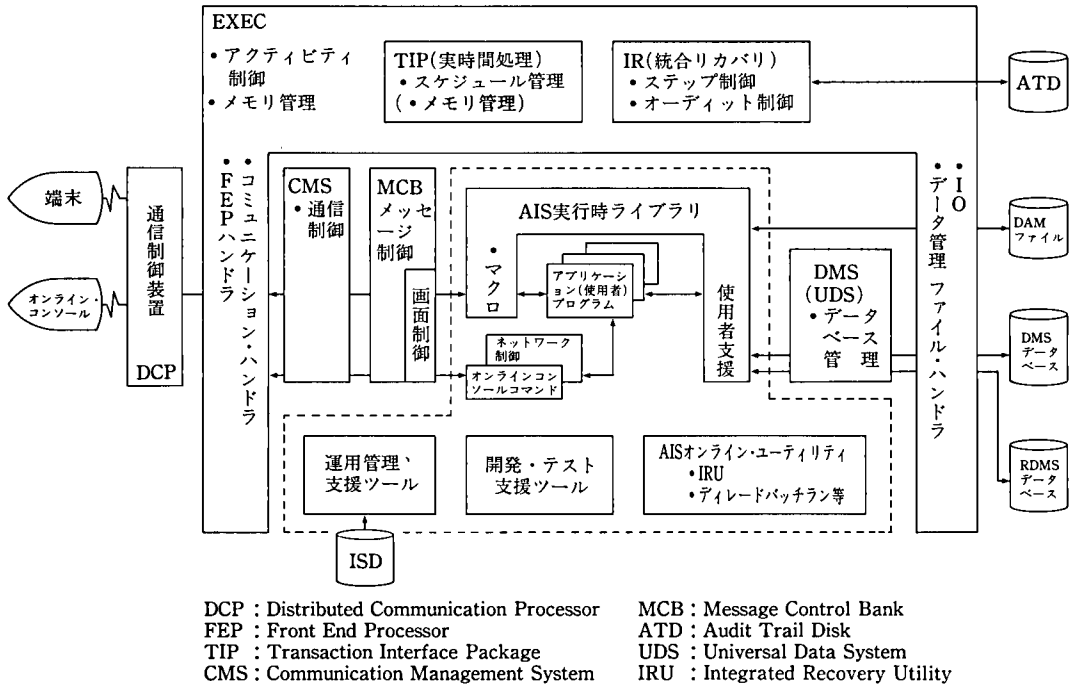 EXEC
•アクティビティ
制御
•メモリ管理
TIP(実時間処理)
•スケジュール管理
(•メモリ管理)
IR(統合リカバリ)
•ステップ制御
•オーディット制御
ATD
端末
オンライン・
コンソール
通信制御装置
DCP
•コミュニケーション・ハンドラ
•FEPハンドラ
CMS
•通信
制御
MCB
メッセ
ージ制御
画面制御
AIS実行時ライブラリ
•マクロ
アプリケーシ
ョン(使用者)
プログラム
使用者支援
ネットワーク
制御
オンラインコン
ソールコマンド
DMS
(UDS)
•データ
ベース
管理
•IO
•データ管理 ファイル・ハンドラ
DAM
ファイル
DMS
データ
ベース
RDMS
データ
ベース
運用管理、
支援ツール
開発・テスト
支援ツール
AISオンライン・ユーティリティ
•IRU
•ディレードバッチラン等
ISD
DCP : Distributed Communication Processor
FEP : Front End Processor
TIP : Transaction Interface Package
CMS : Communication Management System
MCB : Message Control Bank
ATD : Audit Trail Disk
UDS : Universal Data System
IRU : Integrated Recovery Utility